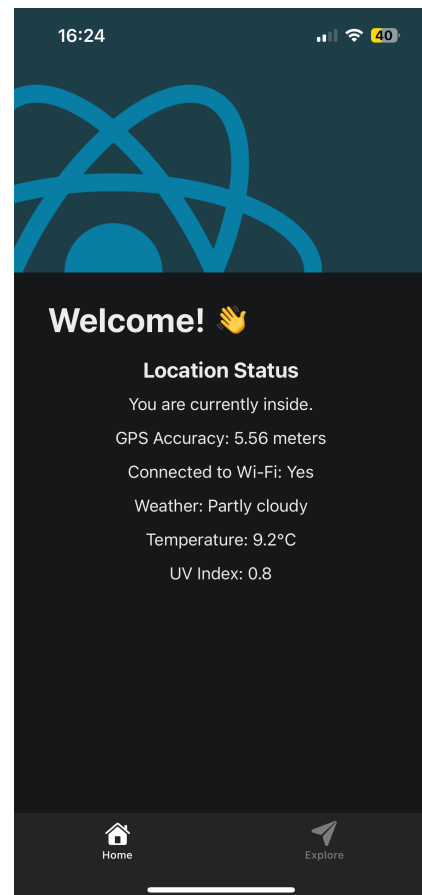 16:24
40
Welcome! 👋
Location Status
You are currently inside.
GPS Accuracy: 5.56 meters
Connected to Wi-Fi: Yes
Weather: Partly cloudy
Temperature: 9.2°C
UV Index: 0.8
Home
Explore